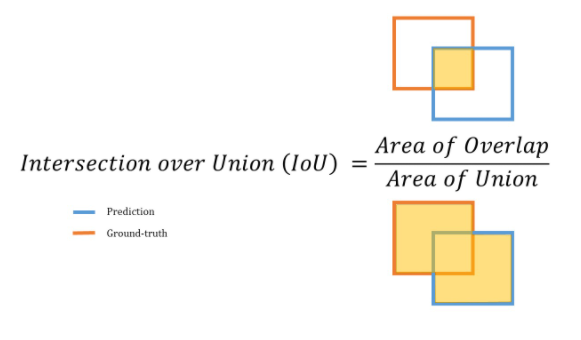 Intersection over Union (IoU) = Area of Overlap
Area of Union
Prediction
Ground-truth